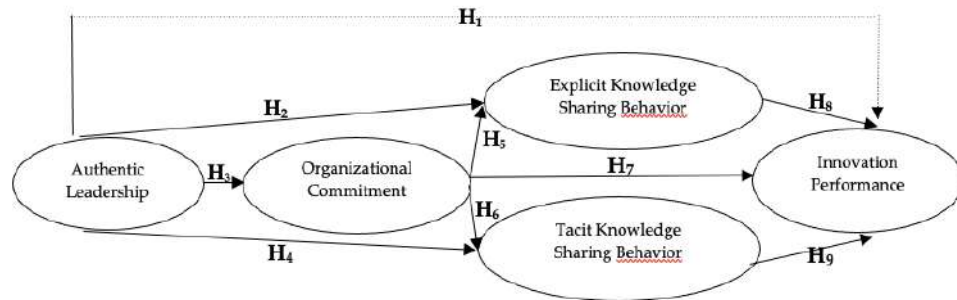 H₁
Explicit Knowledge
Sharing Behavior
H₂
H₈
H₅
Authentic
Leadership
H₃
Organizational
Commitment
H₇
Innovation
Performance
H₆
Tacit Knowledge
Sharing Behavior
H₄
H₉